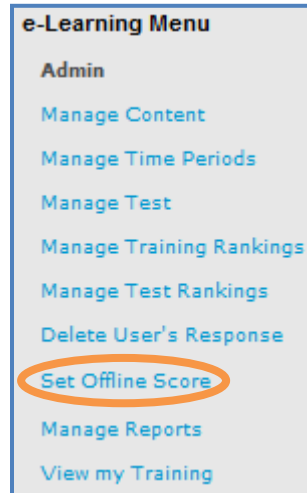 e-Learning Menu
Admin
Manage Content
Manage Time Periods
Manage Test
Manage Training Rankings
Manage Test Rankings
Delete User's Response
Set Offline Score
Manage Reports
View my Training